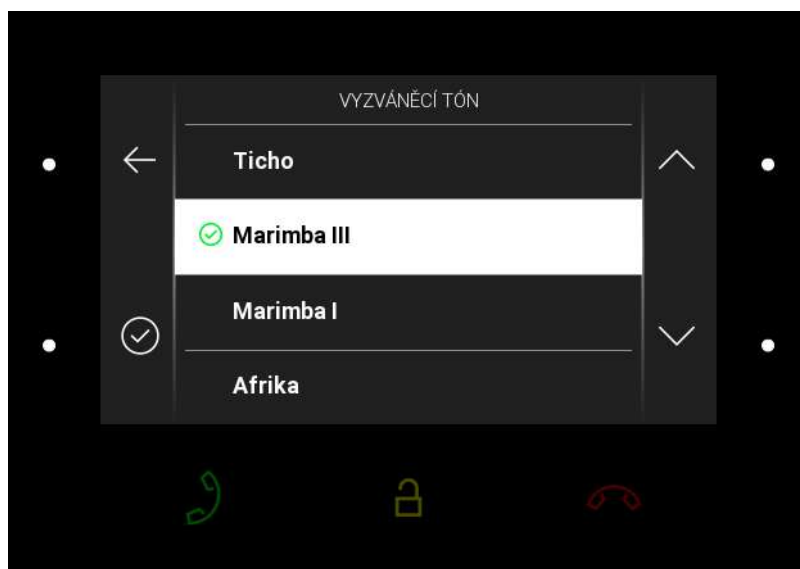 VYZVÁNĚCÍ TÓN
Ticho
Marimba III
Marimba I
Afrika